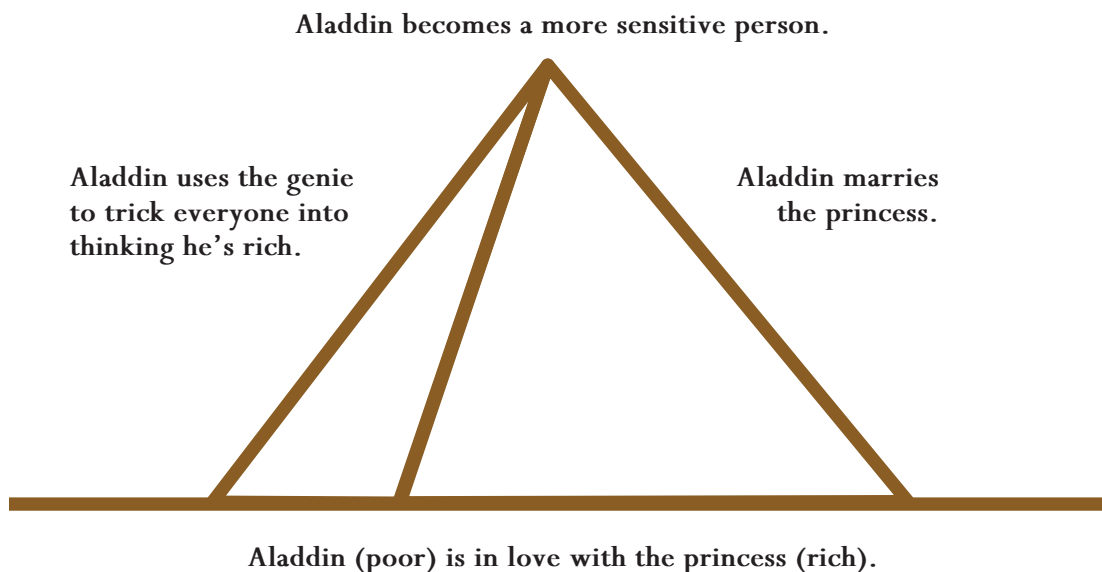 Aladdin becomes a more sensitive person.
Aladdin uses the genie
to trick everyone into
thinking he’s rich.
Aladdin marries
the princess.
Aladdin (poor) is in love with the princess (rich).